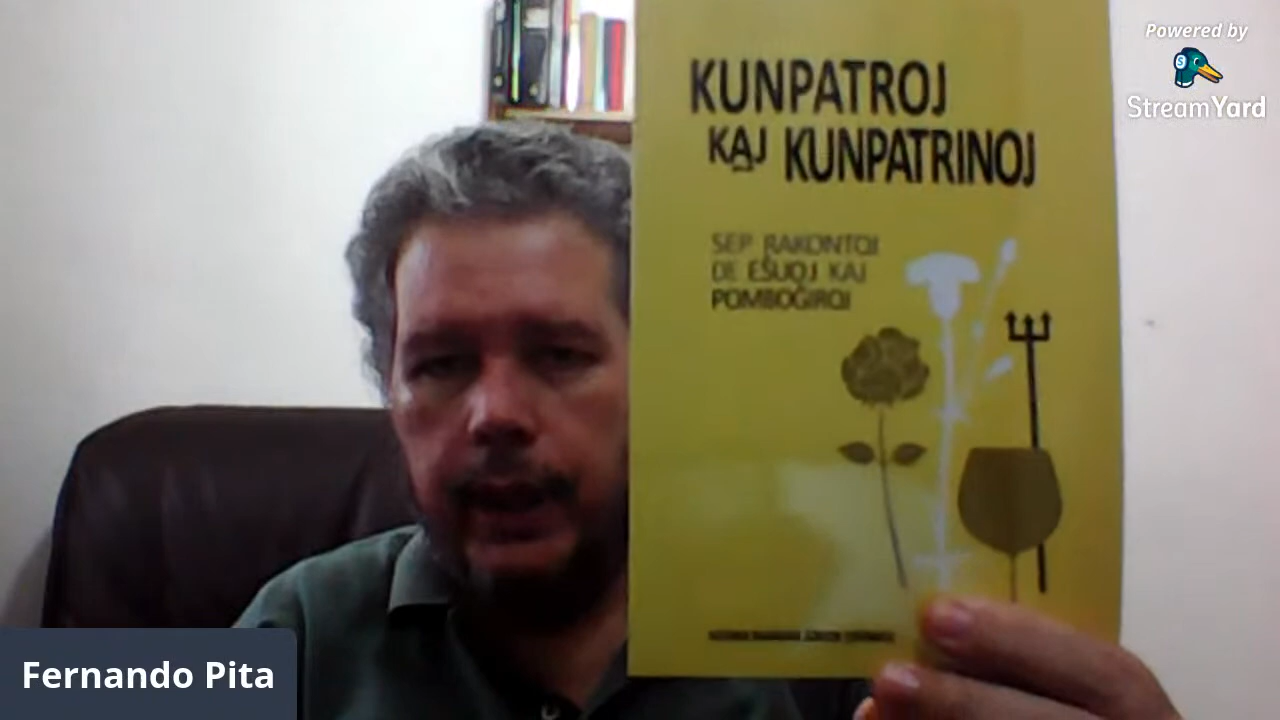 KUNPATROJ
KAJ KUNPATRINOJ
SEP RAKONTOJ
DE EŜUOJ KAJ
POMBOĜIROJ
Powered by
StreamYard
Fernando Pita